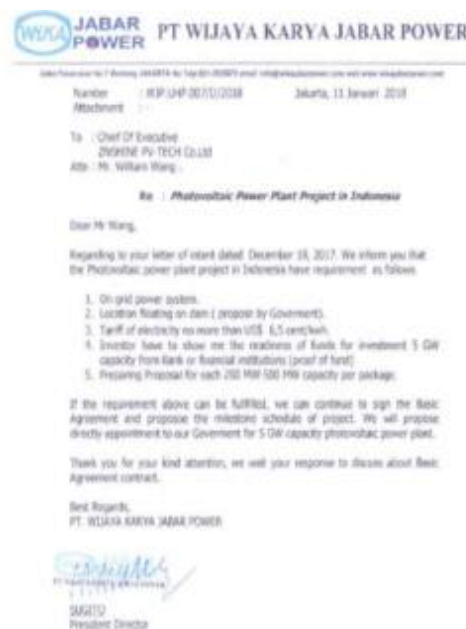 WIKA JABAR POWER PT WIJAYA KARYA JABAR POWER
Number : WJP.UHP.007/I/2018 Jakarta, 11 Januari 2018
Attachment : -
To : Chief Of Executive
ZNSHINE PV-TECH Co.Ltd
Attn : Mr. William Wang.
Re : Photovoltaic Power Plant Project in Indonesia
Dear Mr Wang,
Regarding to your letter of intent dated December 19, 2017. We inform you that
the Photovoltaic power plant project in Indonesia have requirement as follows
1. On grid power system.
2. Location floating on dam ( propose by Goverment).
3. Tariff of electricity no more than US$ 6,5 cent/kwh.
4. Investor have to show me the readiness of funds for investment 5 GW
capacity from Bank or financial institutions (proof of fund)
5. Preparing Proposal for each 200 MW-500 MW capacity per package.
If the requirement above can be fulfilled, we can continue to sign the Basic
Agreement and propose the milestone schedule of project. We will propose
directly appointment to our Goverment for 5 GW capacity photovoltaic power plant.
Thank you for your kind attention, we wait your response to discuss about Basic
Agreement contract.
Best Regards,
PT. WIJAYA KARYA JABAR POWER
SUGITO
President Director